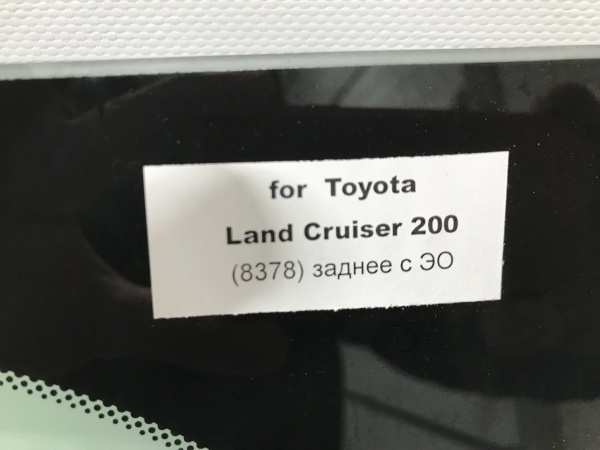 for Toyota
Land Cruiser 200
(8378) заднее с ЭО